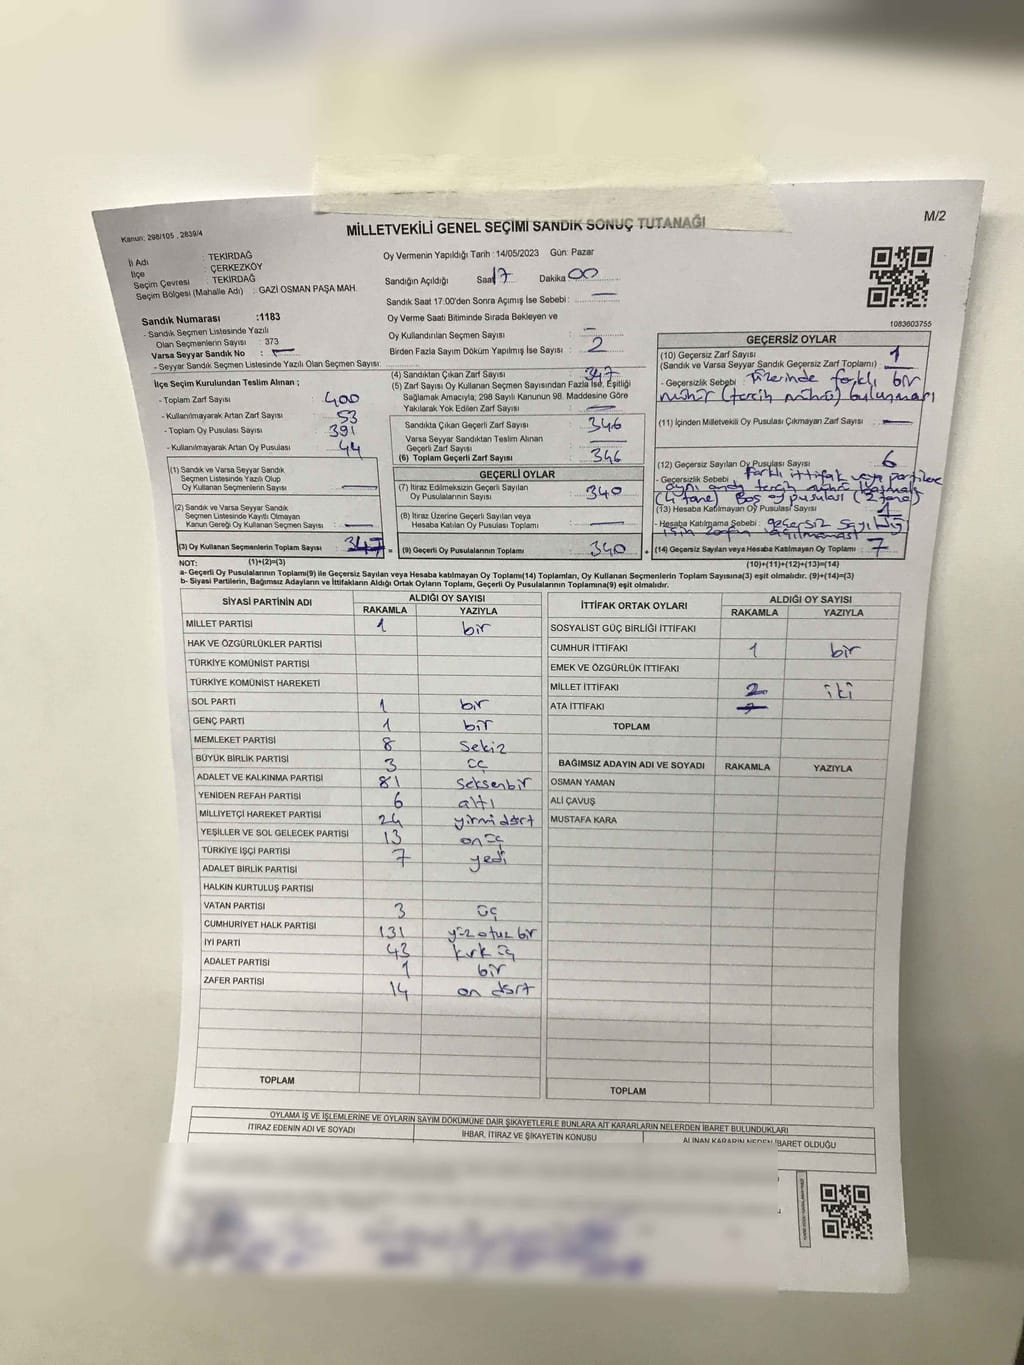 M/2
MİLLETVEKİLİ GENEL SEÇİMİ SANDIK SONUÇ TUTANAĞI
Kanun: 298/105 , 2839/4
İl Adı : TEKİRDAĞ
İlçe : ÇERKEZKÖY
Seçim Çevresi : TEKİRDAĞ
Seçim Bölgesi (Mahalle Adı) : GAZİ OSMAN PAŞA MAH.
Sandık Numarası :1183
- Sandık Seçmen Listesinde Yazılı
Olan Seçmenlerin Sayısı : 373
Varsa Seyyar Sandık No :
- Seyyar Sandık Seçmen Listesinde Yazılı Olan Seçmen Sayısı:
İlçe Seçim Kurulundan Teslim Alınan ;
- Toplam Zarf Sayısı : 400
- Kullanılmayarak Artan Zarf Sayısı : 53
- Toplam Oy Pusulası Sayısı : 391
- Kullanılmayarak Artan Oy Pusulası : 44
(1) Sandık ve Varsa Seyyar Sandık
Seçmen Listesinde Yazılı Olup
Oy Kullanan Seçmen Sayısı : —
(2) Sandık ve Varsa Seyyar Sandık
Seçmen Listesinde Kayıtlı Olmayan
Kanun Gereği Oy Kullanan Seçmen Sayısı : —
(3) Oy Kullanan Seçmenlerin Toplam Sayısı : 347 =
Oy Vermenin Yapıldığı Tarih :14/05/2023 Gün: Pazar
Sandığın Açıldığı Saat 17 Dakika 00
Sandık Saat 17:00'den Sonra Açılmış İse Sebebi : —
Oy Verme Saati Bitiminde Sırada Bekleyen ve
Oy Kullandırılan Seçmen Sayısı : —
Birden Fazla Sayım Döküm Yapılmış İse Sayısı : 2
(4) Sandıktan Çıkan Zarf Sayısı : 347
(5) Zarf Sayısı Oy Kullanan Seçmen Sayısından Fazla İse, Eşitliği
Sağlamak Amacıyla; 298 Sayılı Kanunun 98. Maddesine Göre
Yakılarak Yok Edilen Zarf Sayısı : —
Sandıkta Çıkan Geçerli Zarf Sayısı : 346
Varsa Seyyar Sandıktan Teslim Alınan
Geçerli Zarf Sayısı : —
(6) Toplam Geçerli Zarf Sayısı : 346
GEÇERLİ OYLAR
(7) İtiraz Edilmeksizin Geçerli Sayılan
Oy Pusulalarının Sayısı : 340
(8) İtiraz Üzerine Geçerli Sayılan veya
Hesaba Katılan Oy Pusulası Toplamı : —
(9) Geçerli Oy Pusulalarının Toplamı : 340 +
1083603755
GEÇERSİZ OYLAR
(10) Geçersiz Zarf Sayısı : 1
(Sandık ve Varsa Seyyar Sandık Geçersiz Zarf Toplamı)
- Geçersizlik Sebebi : Üzerinde farklı bir
mühür (tercih mührü) bulunması
(11) İçinden Milletvekili Oy Pusulası Çıkmayan Zarf Sayısı : —
(12) Geçersiz Sayılan Oy Pusulası Sayısı : 6
- Geçersizlik Sebebi : Farklı ittifak veya partilere
aynı anda tercih mührü basmak
(4 tane) Boş oy pusulası (2 tane)
(13) Hesaba Katılmayan Oy Pusulası Sayısı : 1
- Hesaba Katılmama Sebebi : geçersiz sayıldığı
için zarfın açılmaması
(14) Geçersiz Sayılan veya Hesaba Katılmayan Oy Toplamı : 7
NOT: (1)+(2)=(3) (10)+(11)+(12)+(13)=(14)
a- Geçerli Oy Pusulalarının Toplamı(9) ile Geçersiz Sayılan veya Hesaba katılmayan Oy Toplamı(14) Toplamları, Oy Kullanan Seçmenlerin Toplam Sayısına(3) eşit olmalıdır. (9)+(14)=(3)
b- Siyasi Partilerin, Bağımsız Adayların ve İttifakların Aldığı Ortak Oyların Toplamı, Geçerli Oy Pusulalarının Toplamına(9) eşit olmalıdır.
SİYASİ PARTİNİN ADI ALDIĞI OY SAYISI
RAKAMLA YAZIYLA
MİLLET PARTİSİ 1 bir
HAK VE ÖZGÜRLÜKLER PARTİSİ
TÜRKİYE KOMÜNİST PARTİSİ
TÜRKİYE KOMÜNİST HAREKETİ
SOL PARTİ 1 bir
GENÇ PARTİ 1 bir
MEMLEKET PARTİSİ 8 sekiz
BÜYÜK BİRLİK PARTİSİ 3 üç
ADALET VE KALKINMA PARTİSİ 81 seksenbir
YENİDEN REFAH PARTİSİ 6 altı
MİLLİYETÇİ HAREKET PARTİSİ 24 yirmidört
YEŞİLLER VE SOL GELECEK PARTİSİ 13 on üç
TÜRKİYE İŞÇİ PARTİSİ 7 yedi
ADALET BİRLİK PARTİSİ
HALKIN KURTULUŞ PARTİSİ
VATAN PARTİSİ 3 üç
CUMHURİYET HALK PARTİSİ 131 yüz otuz bir
İYİ PARTİ 43 kırk üç
ADALET PARTİSİ 1 bir
ZAFER PARTİSİ 14 on dört
TOPLAM
İTTİFAK ORTAK OYLARI ALDIĞI OY SAYISI
RAKAMLA YAZIYLA
SOSYALİST GÜÇ BİRLİĞİ İTTİFAKI
CUMHUR İTTİFAKI 1 bir
EMEK VE ÖZGÜRLÜK İTTİFAKI
MİLLET İTTİFAKI 2 iki
ATA İTTİFAKI
TOPLAM
BAĞIMSIZ ADAYIN ADI VE SOYADI RAKAMLA YAZIYLA
OSMAN YAMAN
ALİ ÇAVUŞ
MUSTAFA KARA
TOPLAM
OYLAMA İŞ VE İŞLEMLERİNE VE OYLARIN SAYIM DÖKÜMÜNE DAİR ŞİKAYETLERLE BUNLARA AİT KARARLARIN NELERDEN İBARET BULUNDUKLARI
İTİRAZ EDENİN ADI VE SOYADI İHBAR, İTİRAZ VE ŞİKAYETİN KONUSU ALINAN KARARIN NEDEN İBARET OLDUĞU